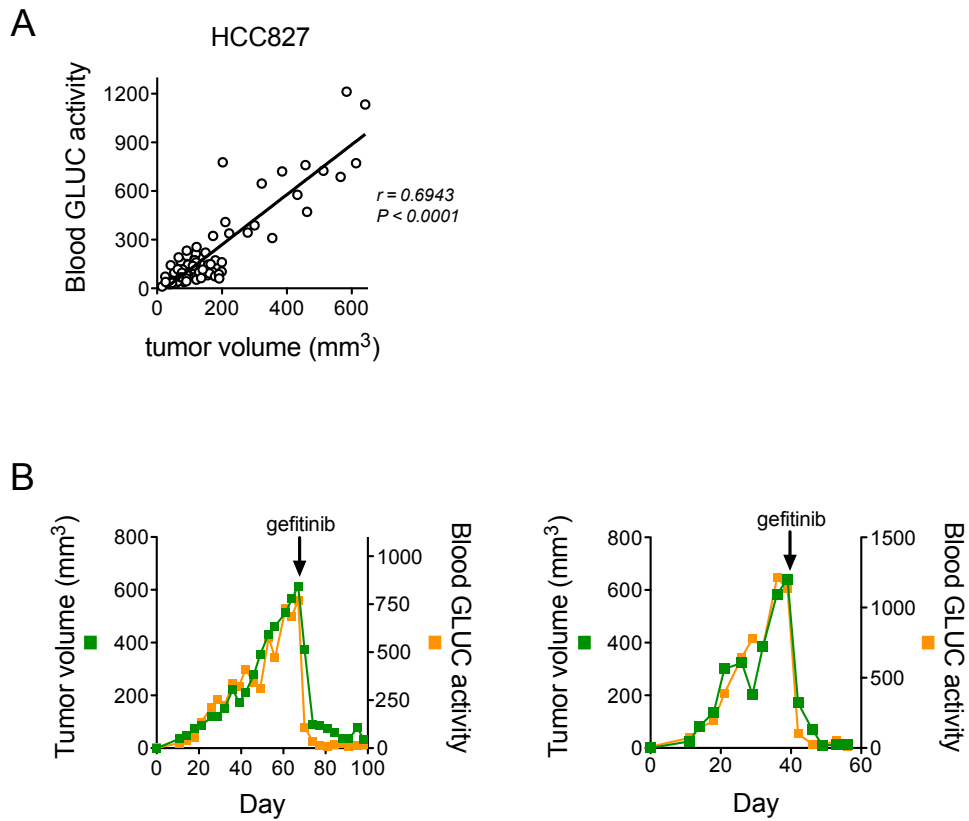 A
HCC827
Blood GLUC activity
1200
900
600
300
0
0 200 400 600
tumor volume (mm³)
r = 0.6943
P < 0.0001
B
gefitinib
Tumor volume (mm³)
800
600
400
200
0
1000
750
500
250
0
Blood GLUC activity
0 20 40 60 80 100
Day
gefitinib
Tumor volume (mm³)
800
600
400
200
0
1500
1000
500
0
Blood GLUC activity
0 20 40 60
Day